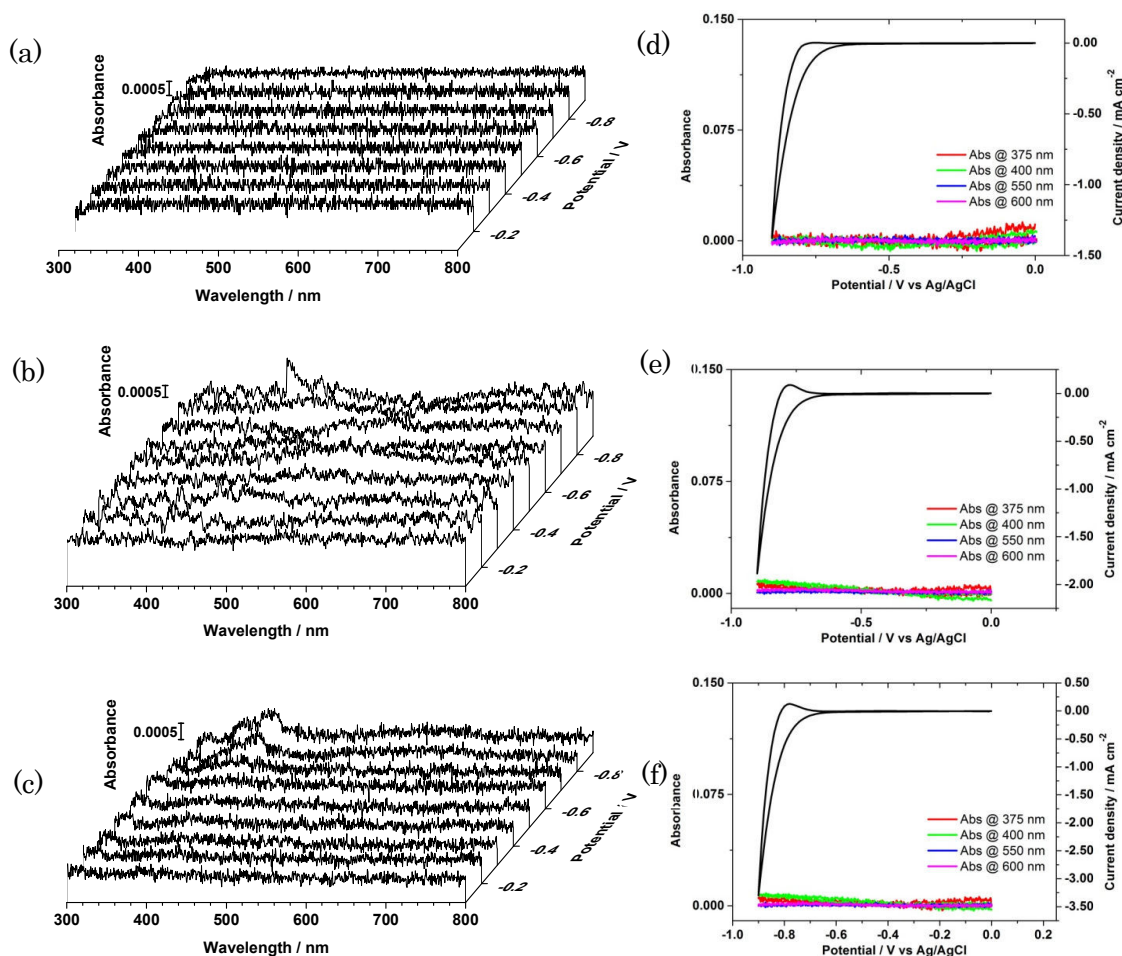 (a)
Absorbance
0.0005
-0.8
-0.6
-0.4
-0.2
Potential / V
300 400 500 600 700 800
Wavelength / nm
(d)
0.150
0.075
0.000
Absorbance
0.00
-0.25
-0.50
-0.75
-1.00
-1.25
-1.50
Current density / mA cm-2
Abs @ 375 nm
Abs @ 400 nm
Abs @ 550 nm
Abs @ 600 nm
-1.0 -0.5 0.0
Potential / V vs Ag/AgCl
(b)
Absorbance
0.0005
-0.8
-0.6
-0.4
-0.2
Potential / V
300 400 500 600 700 800
Wavelength / nm
(e)
0.150
0.075
0.000
Absorbance
0.00
-0.50
-1.00
-1.50
-2.00
Current density / mA cm-2
Abs @ 375 nm
Abs @ 400 nm
Abs @ 550 nm
Abs @ 600 nm
-1.0 -0.5 0.0
Potential / V vs Ag/AgCl
(c)
Absorbance
0.0005
-0.8
-0.6
-0.4
-0.2
Potential / V
300 400 500 600 700 800
Wavelength / nm
(f)
0.150
0.075
0.000
Absorbance
0.50
0.00
-0.50
-1.00
-1.50
-2.00
-2.50
-3.00
-3.50
Current density / mA cm-2
Abs @ 375 nm
Abs @ 400 nm
Abs @ 550 nm
Abs @ 600 nm
-1.0 -0.8 -0.6 -0.4 -0.2 0.0 0.2
Potential / V vs Ag/AgCl